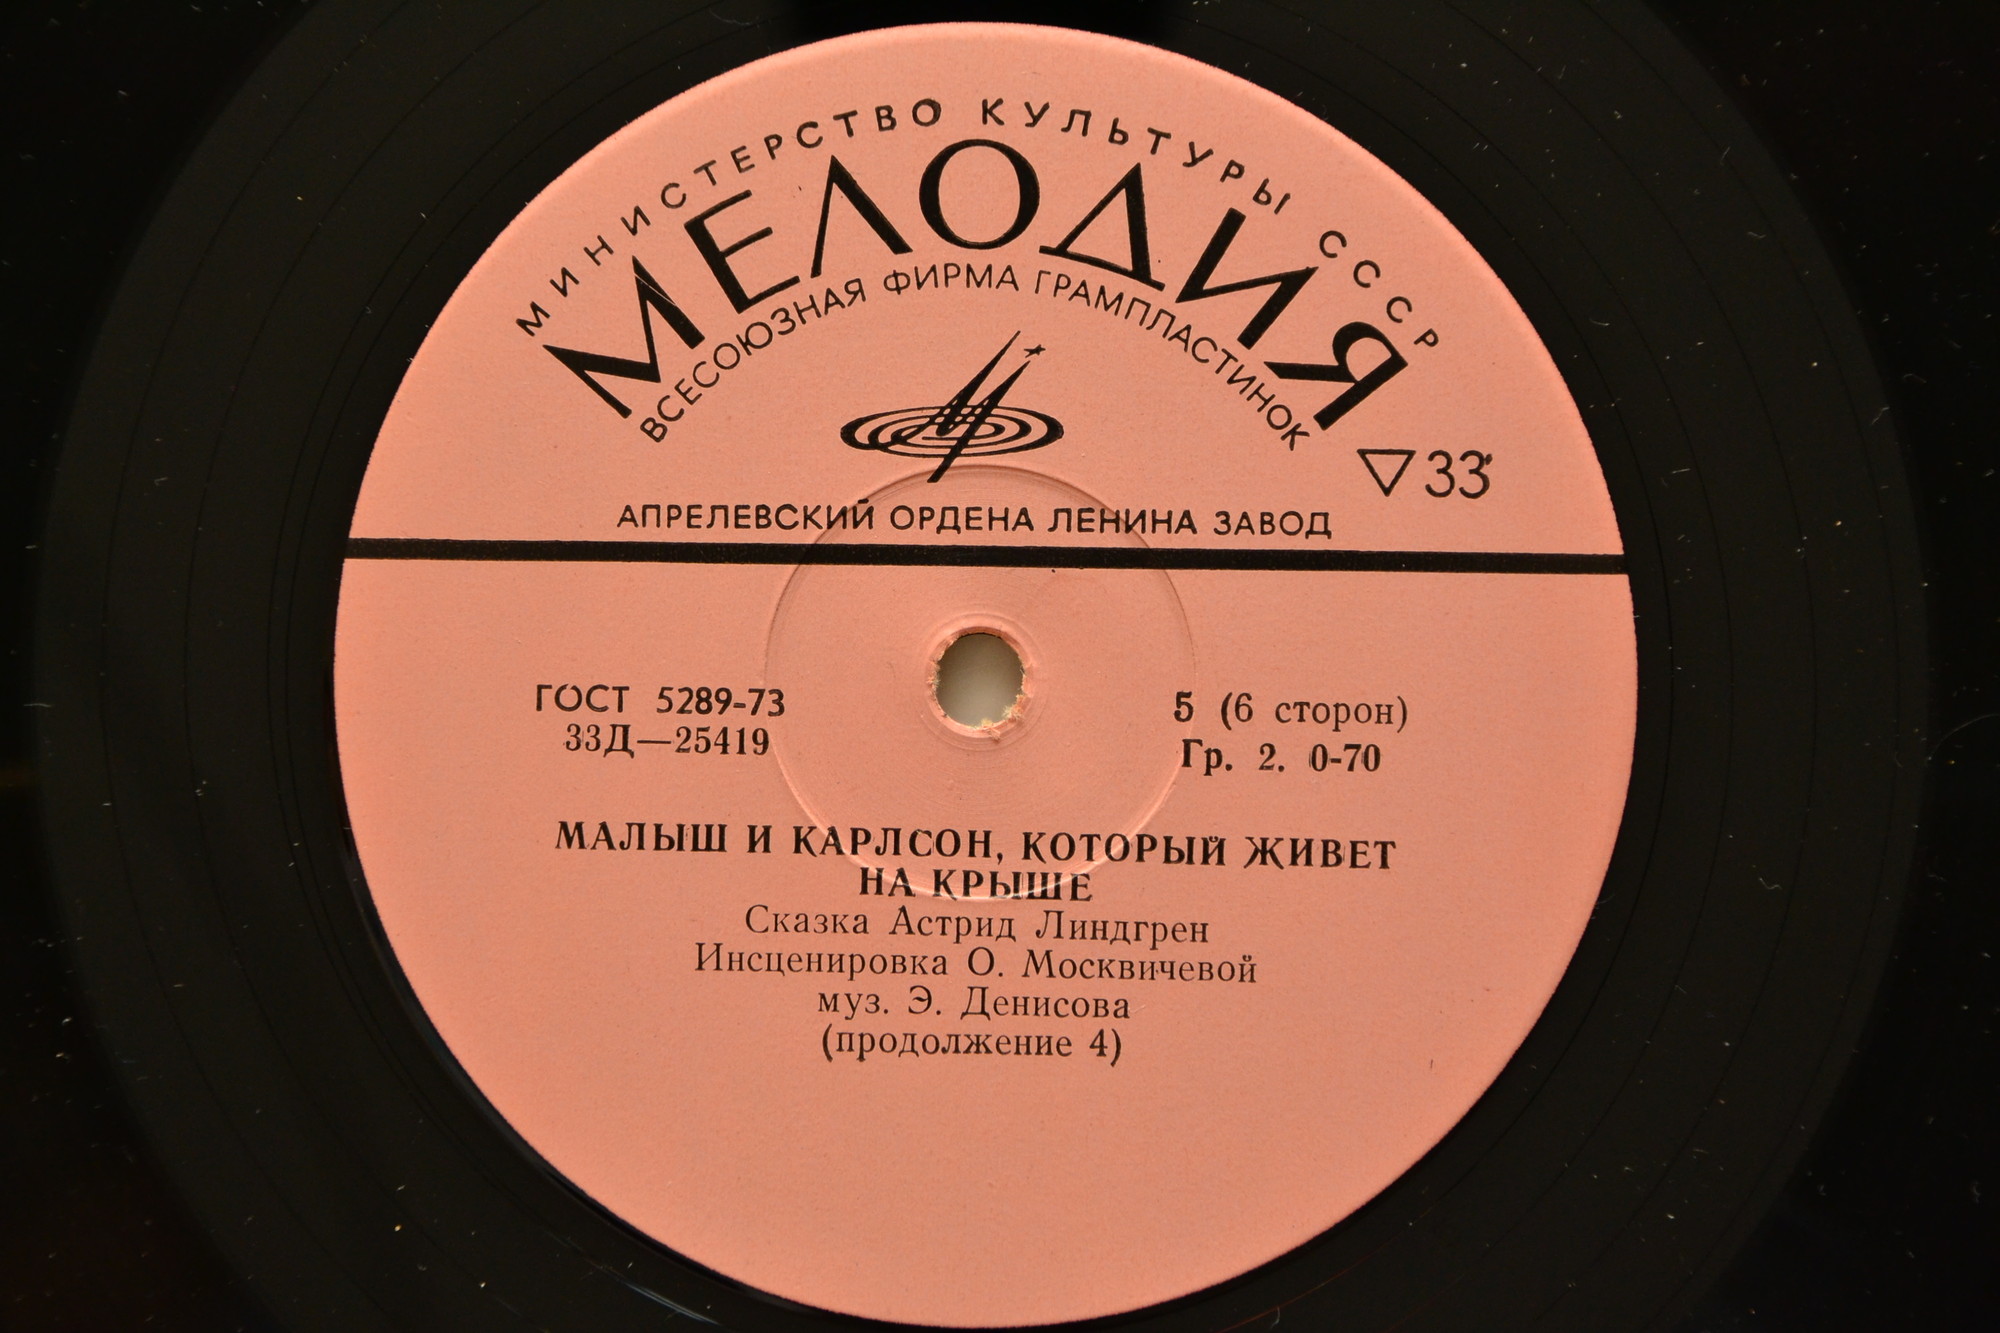 МИНИСТЕРСТВО КУЛЬТУРЫ СССР
МЕЛОДИЯ
ВСЕСОЮЗНАЯ ФИРМА ГРАМПЛАСТИНОК
▽33
АПРЕЛЕВСКИЙ ОРДЕНА ЛЕНИНА ЗАВОД
ГОСТ 5289-73
33Д—25419
5 (6 сторон)
Гр. 2. 0-70
МАЛЫШ И КАРЛСОН, КОТОРЫЙ ЖИВЕТ
НА КРЫШЕ
Сказка Астрид Линдгрен
Инсценировка О. Москвичевой
муз. Э. Денисова
(продолжение 4)